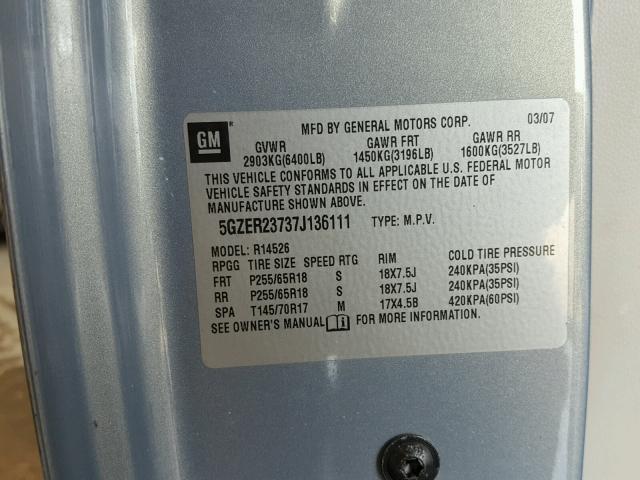 GM ® MFD BY GENERAL MOTORS CORP. 03/07
GVWR GAWR FRT GAWR RR
2903KG(6400LB) 1450KG(3196LB) 1600KG(3527LB)
THIS VEHICLE CONFORMS TO ALL APPLICABLE U.S. FEDERAL MOTOR
VEHICLE SAFETY STANDARDS IN EFFECT ON THE DATE OF
MANUFACTURE SHOWN ABOVE.
5GZER23737J136111 TYPE: M.P.V.
MODEL: R14526
RPGG TIRE SIZE SPEED RTG RIM COLD TIRE PRESSURE
FRT P255/65R18 S 18X7.5J 240KPA(35PSI)
RR P255/65R18 S 18X7.5J 240KPA(35PSI)
SPA T145/70R17 M 17X4.5B 420KPA(60PSI)
SEE OWNER'S MANUAL FOR MORE INFORMATION.